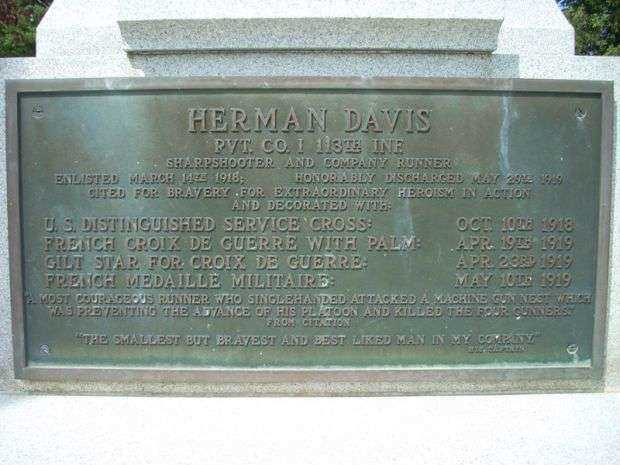 HERMAN DAVIS
PVT. CO. I 113TH INF
SHARPSHOOTER AND COMPANY RUNNER
ENLISTED MARCH 14TH 1918; HONORABLY DISCHARGED MAY 29TH 1919
CITED FOR BRAVERY FOR EXTRAORDINARY HEROISM IN ACTION
AND DECORATED WITH:
U.S. DISTINGUISHED SERVICE CROSS: OCT. 10TH 1918
FRENCH CROIX DE GUERRE WITH PALM: APR. 19TH 1919
GILT STAR FOR CROIX DE GUERRE: APR. 23RD 1919
FRENCH MEDAILLE MILITAIRE: MAY 10TH 1919
"A MOST COURAGEOUS RUNNER WHO SINGLEHANDED ATTACKED A MACHINE GUN NEST WHICH
WAS PREVENTING THE ADVANCE OF HIS PLATOON AND KILLED THE FOUR GUNNERS"
FROM CITATION
"THE SMALLEST BUT BRAVEST AND BEST LIKED MAN IN MY COMPANY"
HIS CAPTAIN